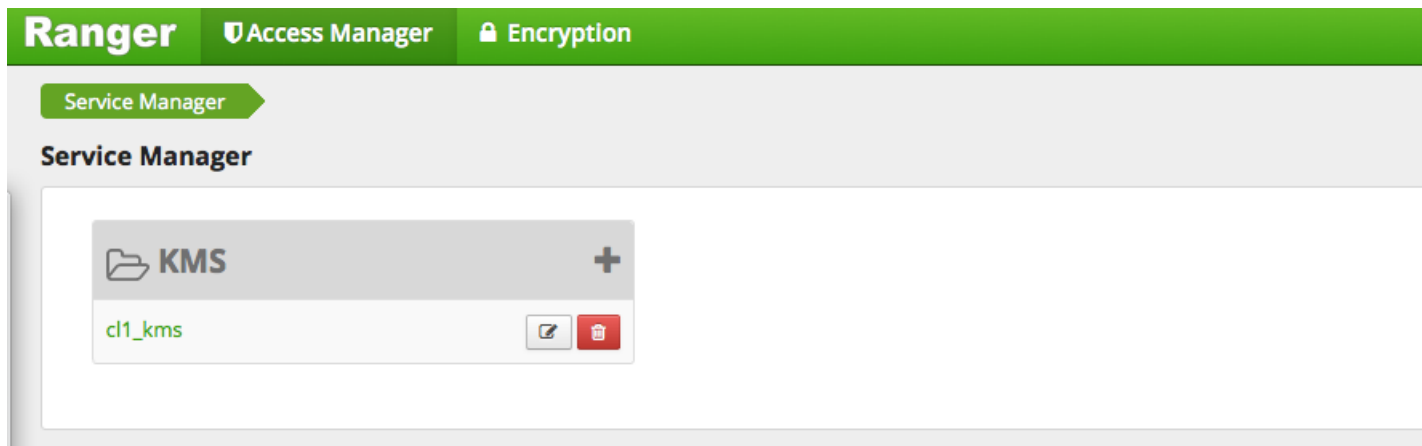 Ranger Access Manager Encryption
Service Manager
Service Manager
KMS
cl1_kms